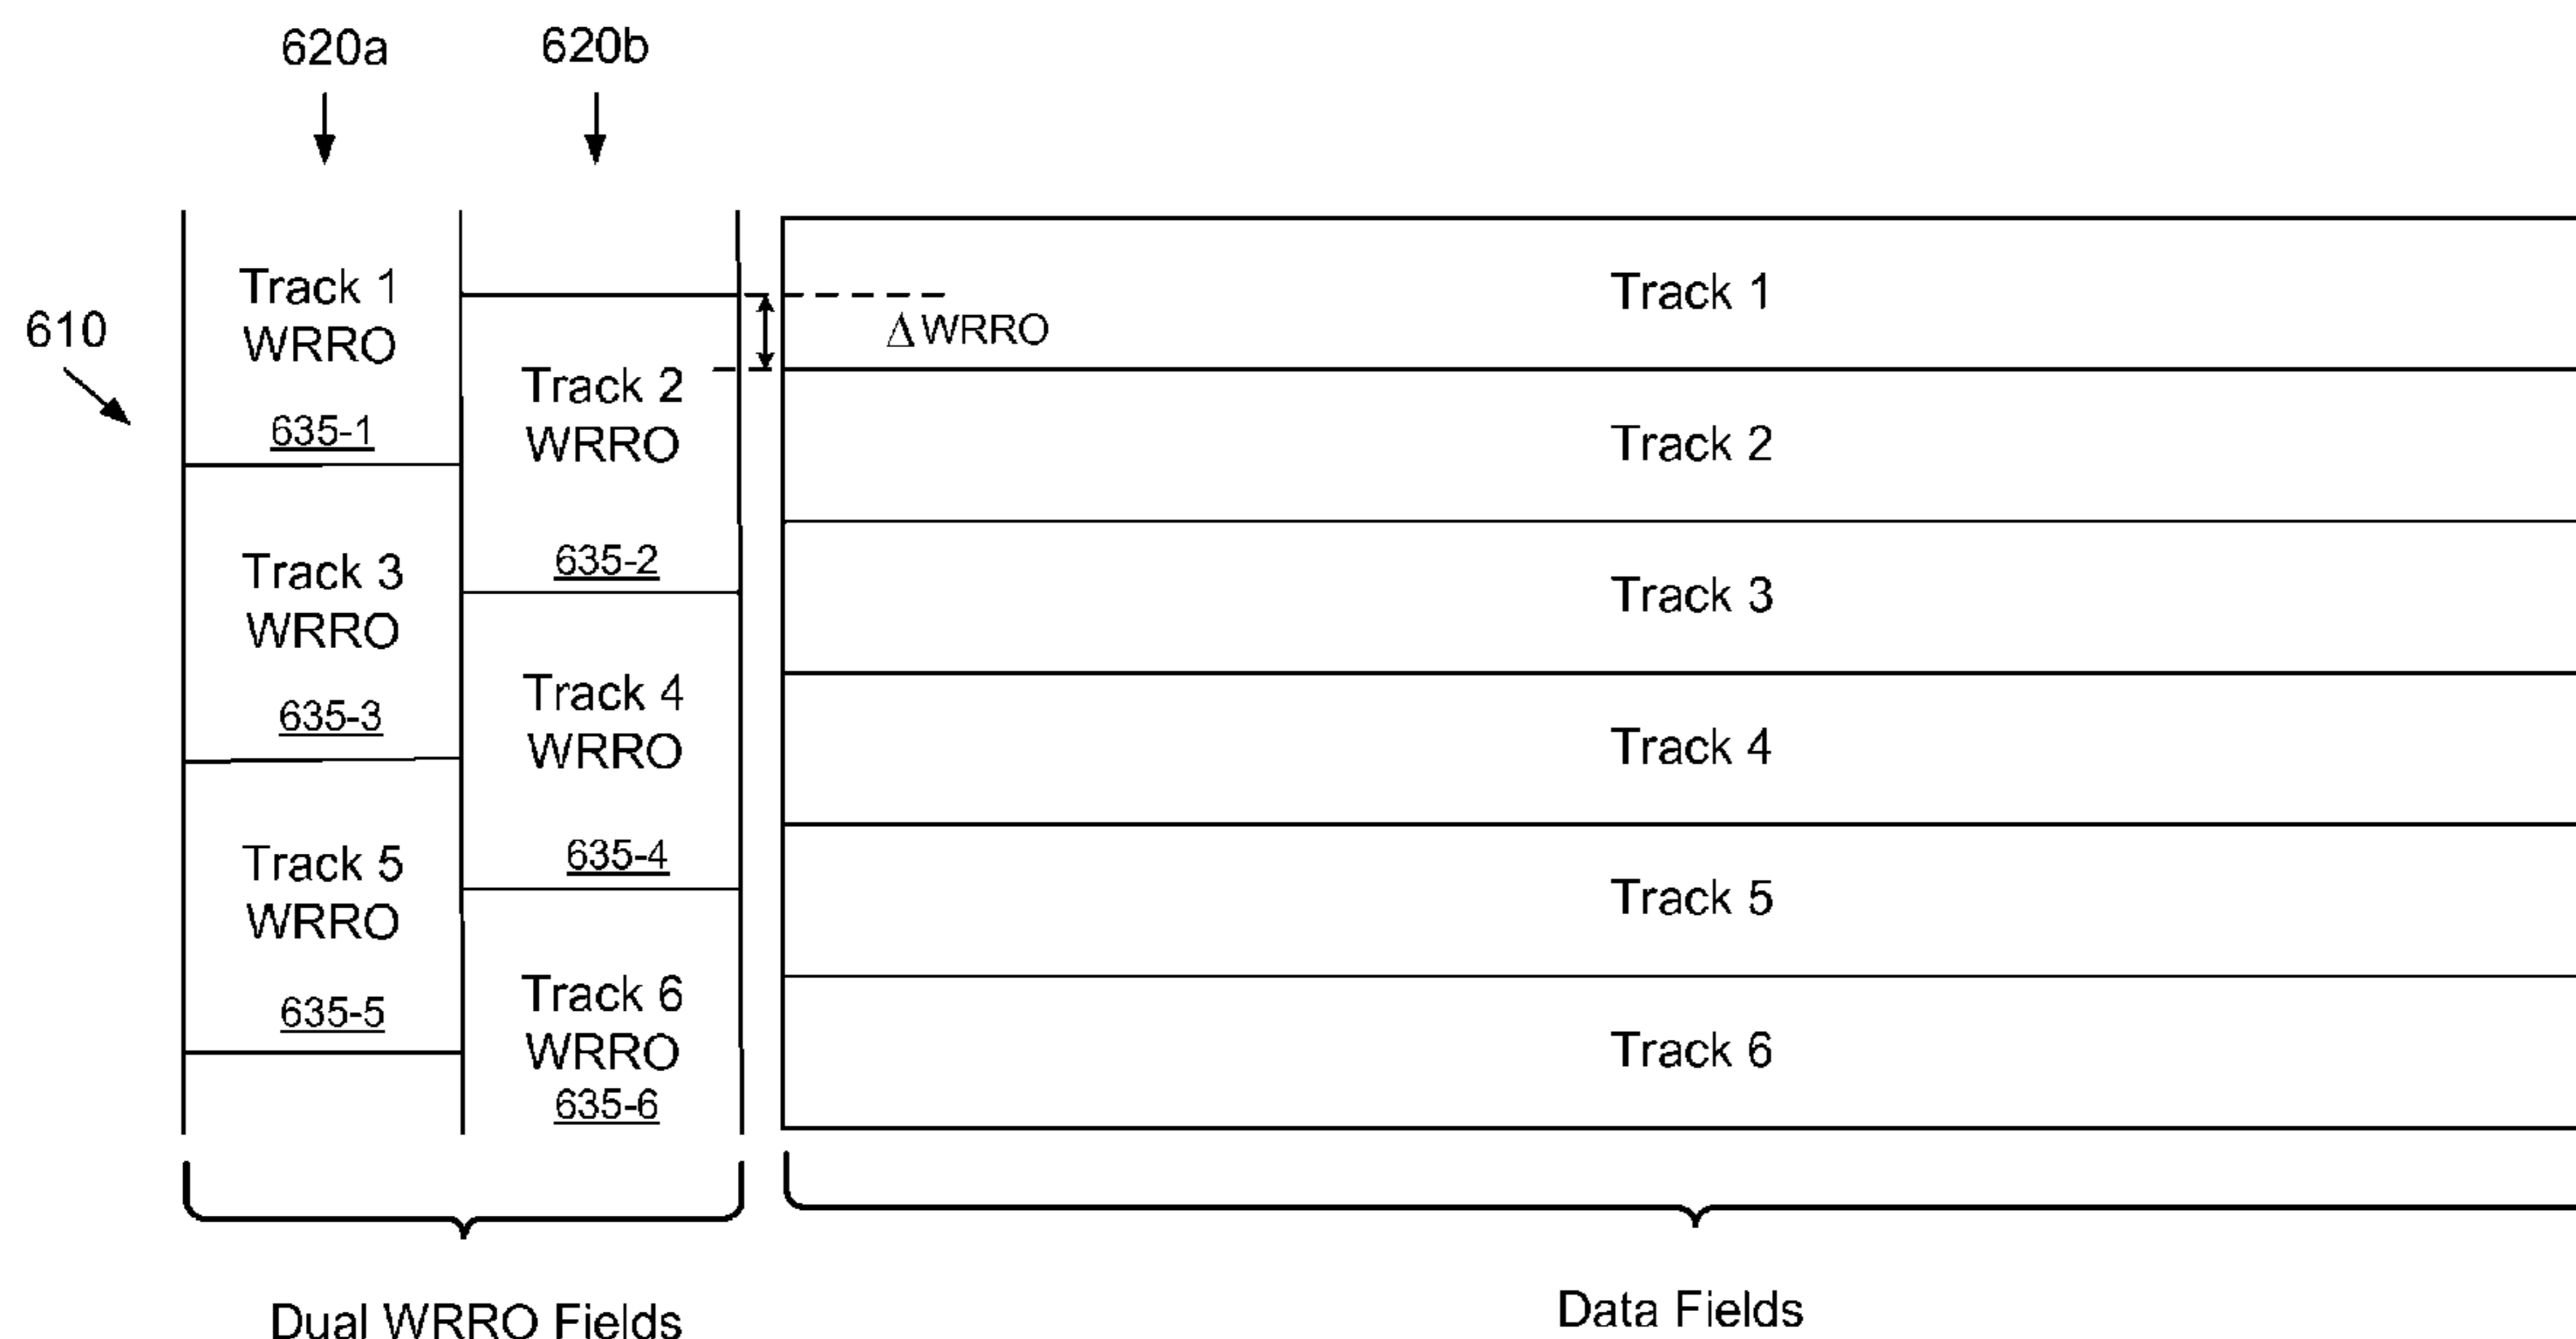 620a
620b
610
Track 1
WRRO
635-1
Track 2
WRRO
635-2
Track 3
WRRO
635-3
Track 4
WRRO
635-4
Track 5
WRRO
635-5
Track 6
WRRO
635-6
Δ WRRO
Track 1
Track 2
Track 3
Track 4
Track 5
Track 6
Dual WRRO Fields
Data Fields